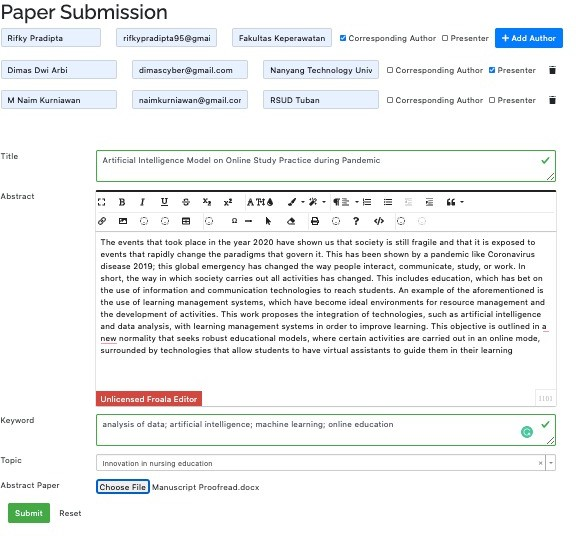 Paper Submission
Rifky Pradipta rifkypradipta95@gmai Fakultas Keperawatan Corresponding Author Presenter + Add Author
Dimas Dwi Arbi dimascyber@gmail.com Nanyang Technology Univ Corresponding Author Presenter
M Naim Kurniawan naimkurniawan@gmail.cor RSUD Tuban Corresponding Author Presenter
Title Artificial Intelligence Model on Online Study Practice during Pandemic
Abstract
The events that took place in the year 2020 have shown us that society is still fragile and that it is exposed to
events that rapidly change the paradigms that govern it. This has been shown by a pandemic like Coronavirus
disease 2019; this global emergency has changed the way people interact, communicate, study, or work. In
short, the way in which society carries out all activities has changed. This includes education, which has bet on
the use of information and communication technologies to reach students. An example of the aforementioned is
the use of learning management systems, which have become ideal environments for resource management and
the development of activities. This work proposes the integration of technologies, such as artificial intelligence
and data analysis, with learning management systems in order to improve learning. This objective is outlined in a
new normality that seeks robust educational models, where certain activities are carried out in an online mode,
surrounded by technologies that allow students to have virtual assistants to guide them in their learning
Unlicensed Froala Editor 1101
Keyword analysis of data; artificial intelligence; machine learning; online education
Topic Innovation in nursing education
Abstract Paper Choose File Manuscript Proofread.docx
Submit Reset